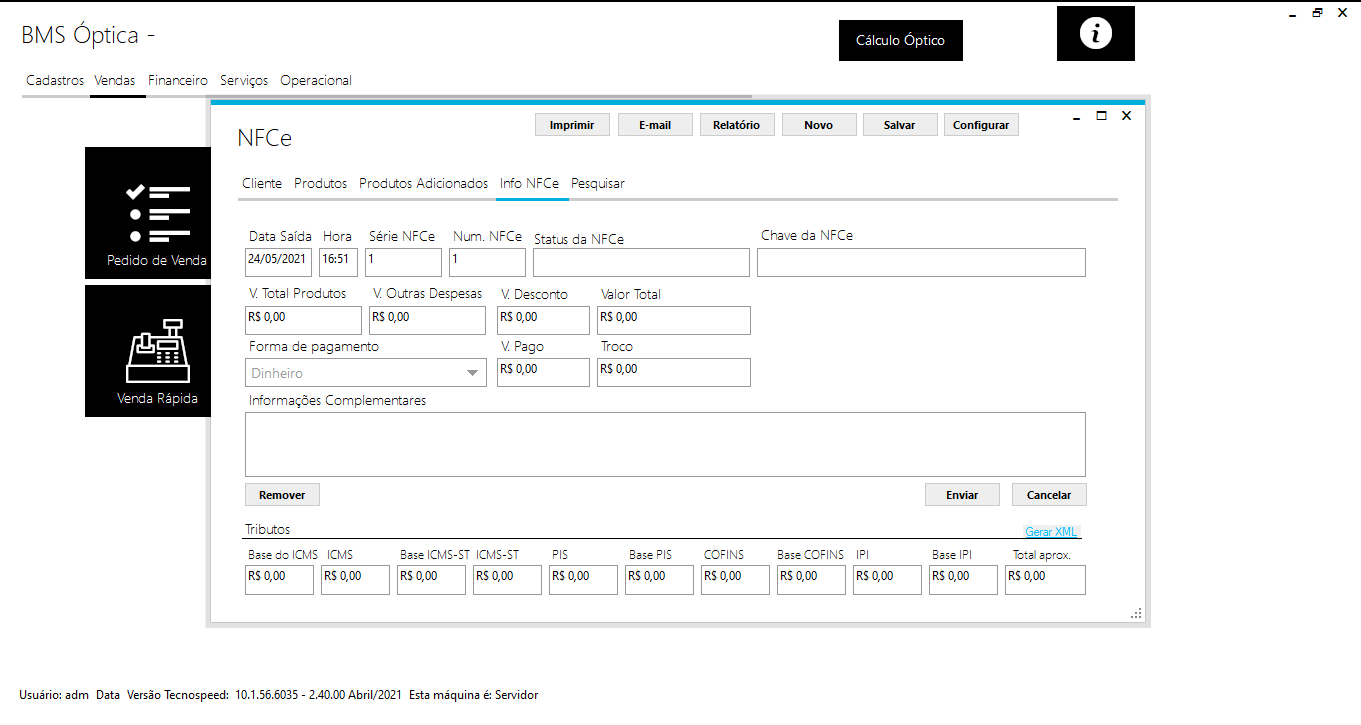 BMS Óptica -
Cálculo Óptico
i
Cadastros Vendas Financeiro Serviços Operacional
Pedido de Venda
Venda Rápida
NFCe
Imprimir E-mail Relatório Novo Salvar Configurar
Cliente Produtos Produtos Adicionados Info NFCe Pesquisar
Data Saída Hora Série NFCe Num. NFCe Status da NFCe Chave da NFCe
24/05/2021 16:51 1 1
V. Total Produtos V. Outras Despesas V. Desconto Valor Total
R$ 0,00 R$ 0,00 R$ 0,00 R$ 0,00
Forma de pagamento V. Pago Troco
Dinheiro R$ 0,00 R$ 0,00
Informações Complementares
Remover Enviar Cancelar
Tributos Gerar XML
Base do ICMS ICMS Base ICMS-ST ICMS-ST PIS Base PIS COFINS Base COFINS IPI Base IPI Total aprox.
R$ 0,00 R$ 0,00 R$ 0,00 R$ 0,00 R$ 0,00 R$ 0,00 R$ 0,00 R$ 0,00 R$ 0,00 R$ 0,00 R$ 0,00
Usuário: adm Data Versão Tecnospeed: 10.1.56.6035 - 2.40.00 Abril/2021 Esta máquina é: Servidor